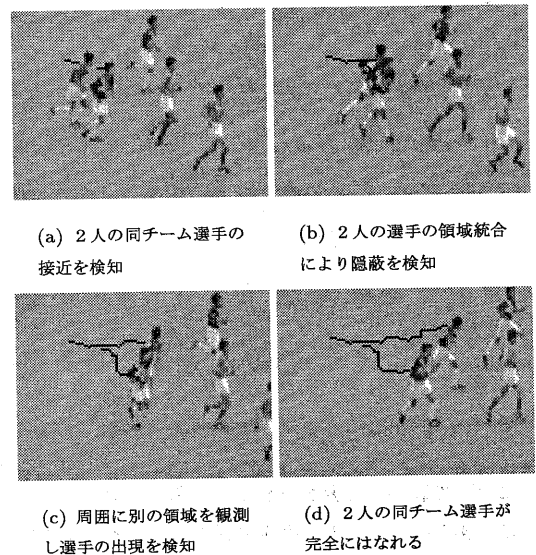 (a) 2人の同チーム選手の
接近を検知
(b) 2人の選手の領域統合
により隠蔽を検知
(c) 周囲に別の領域を観測
し選手の出現を検知
(d) 2人の同チーム選手が
完全にはなれる